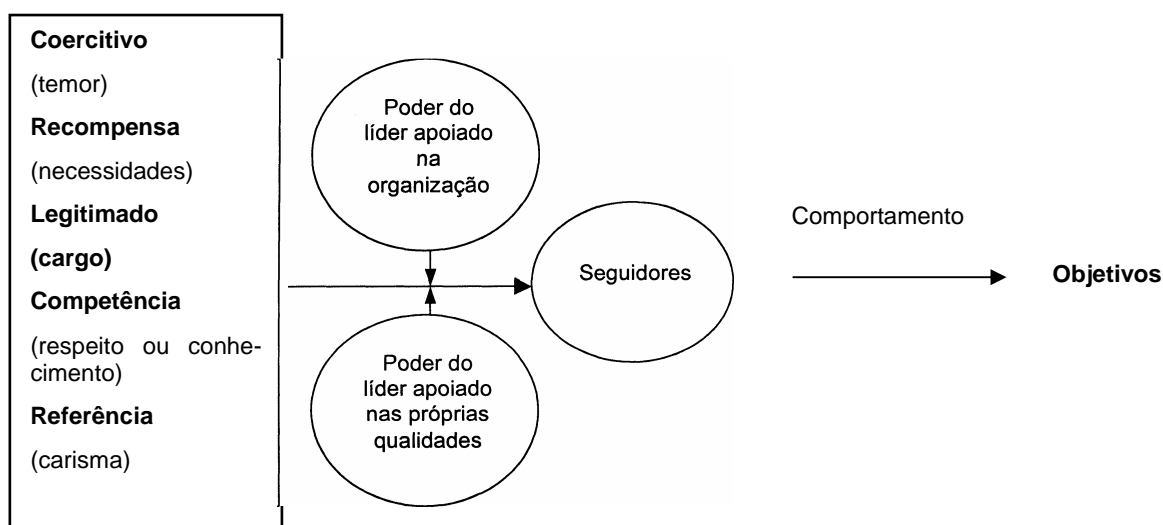 Coercitivo
(temor)
Recompensa
(necessidades)
Legitimado
(cargo)
Competência
(respeito ou conhe-
cimento)
Referência
(carisma)
Poder do
líder apoiado
na
organização
Poder do
líder apoiado
nas próprias
qualidades
Seguidores
Comportamento
Objetivos